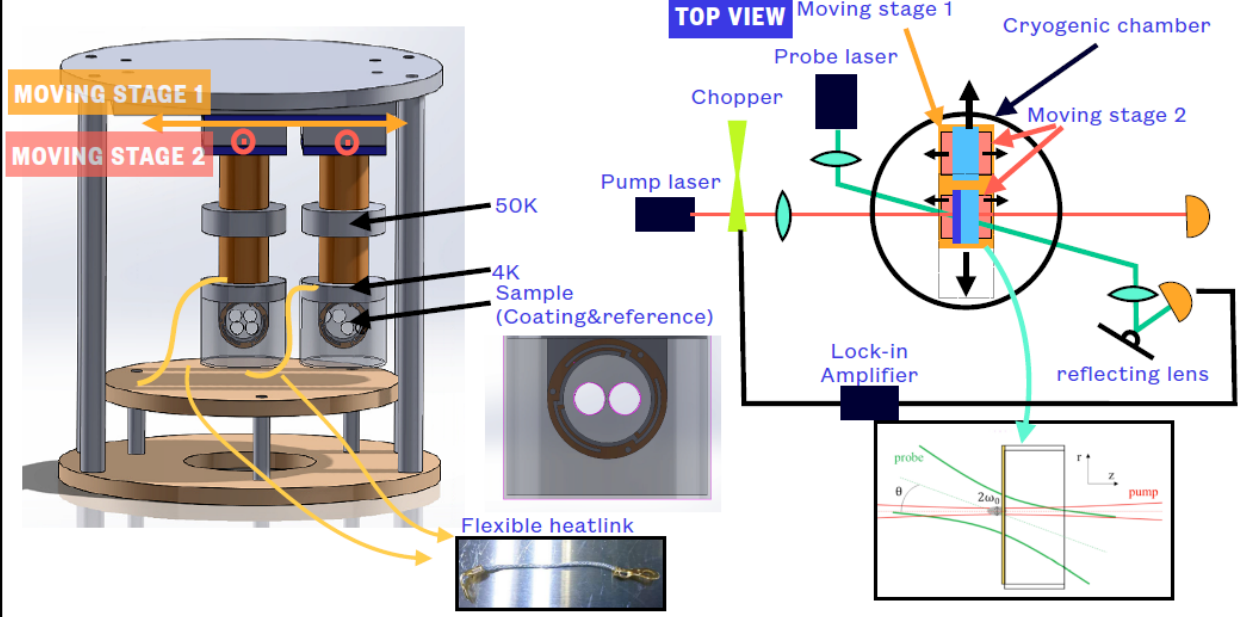 MOVING STAGE 1
MOVING STAGE 2
50K
4K
Sample
(Coating&reference)
Flexible heatlink
TOP VIEW
Moving stage 1
Cryogenic chamber
Probe laser
Chopper
Moving stage 2
Pump laser
Lock-in
Amplifier
reflecting lens
probe
r
z
θ
2ω₀
pump